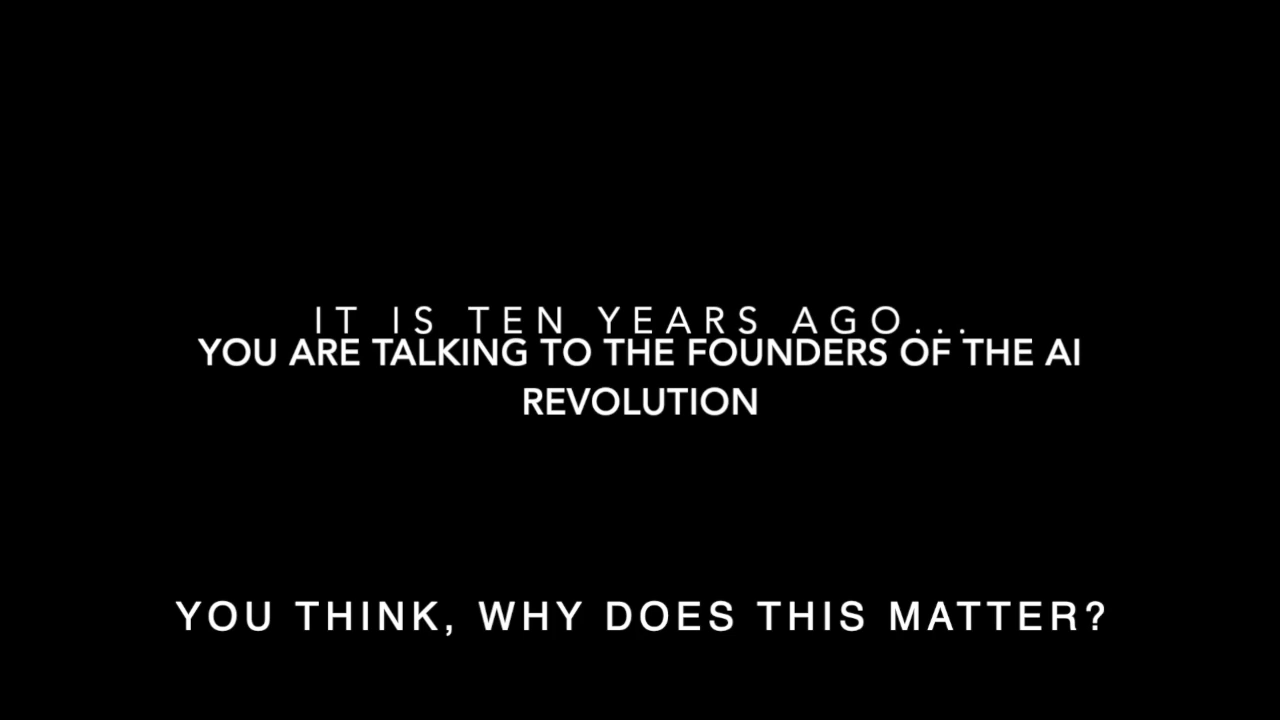 IT IS TEN YEARS AGO...
YOU ARE TALKING TO THE FOUNDERS OF THE AI
REVOLUTION
YOU THINK, WHY DOES THIS MATTER?